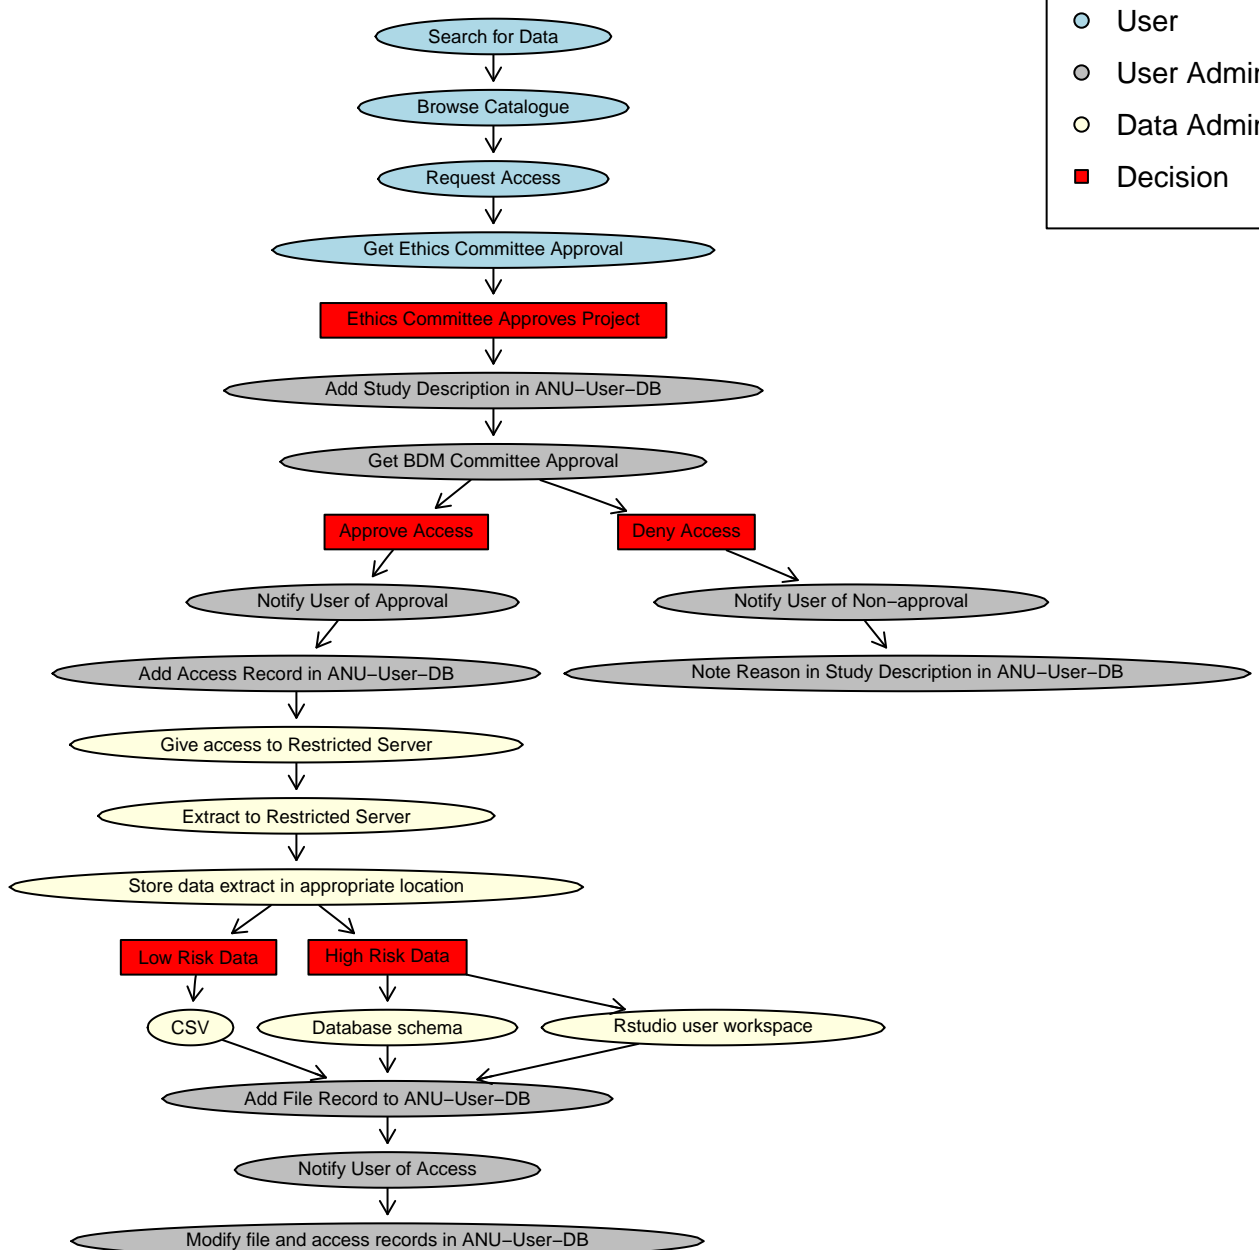 Search for Data
User
User Admin
Browse Catalogue
Data Admin
Request Access
Decision
Get Ethics Committee Approval
Ethics Committee Approves Project
Add Study Description in ANU−User−DB
Get BDM Committee Approval
Approve Access
Deny Access
Notify User of Approval
Notify User of Non−approval
Add Access Record in ANU−User−DB
Note Reason in Study Description in ANU−User−DB
Give access to Restricted Server
Extract to Restricted Server
Store data extract in appropriate location
Low Risk Data
High Risk Data
CSV
Database schema
Rstudio user workspace
Add File Record to ANU−User−DB
Notify User of Access
Modify file and access records in ANU−User−DB